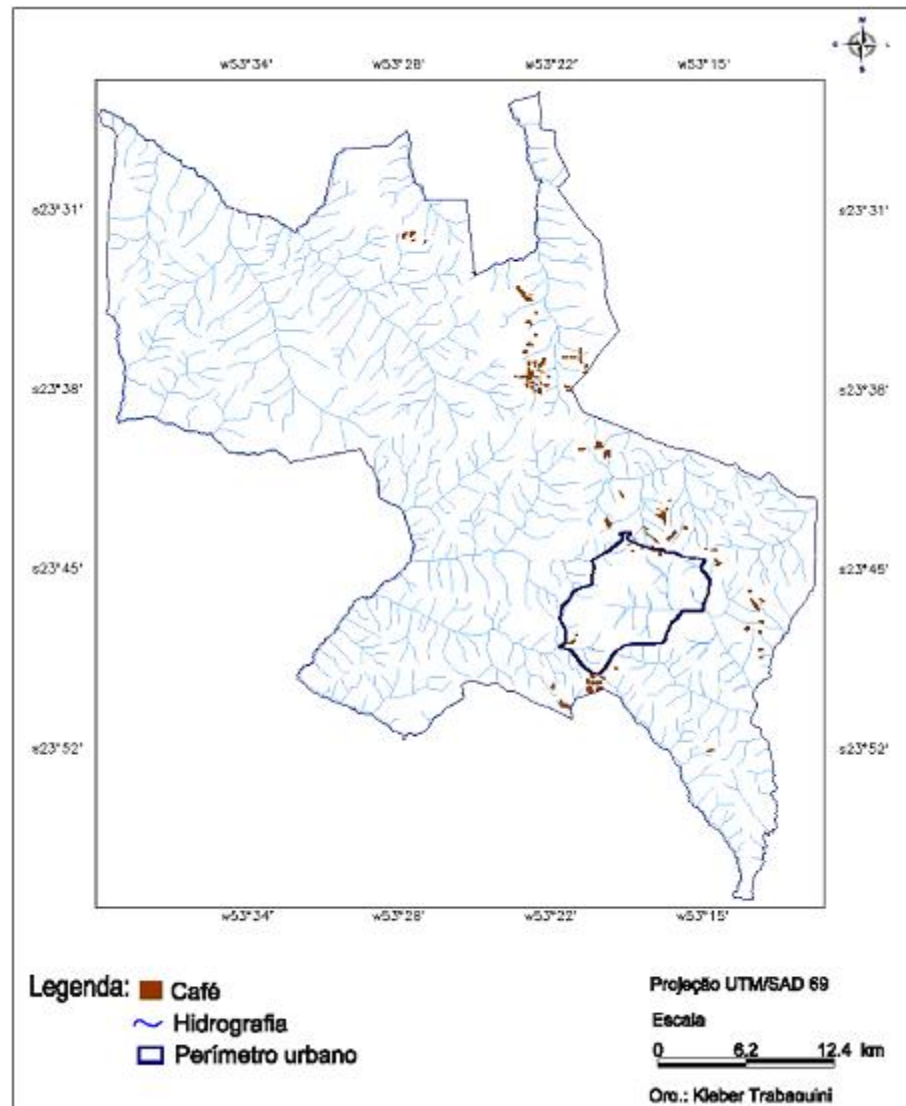 N
L
S
w53°34' w53°28' w53°22' w53°15'
s23°31' s23°31'
s23°38' s23°38'
s23°45' s23°45'
s23°52' s23°52'
w53°34' w53°28' w53°22' w53°15'
Legenda:
Café
Hidrografia
Perímetro urbano
Projeção UTM/SAD 69
Escala
0 6.2 12.4 km
Kleber